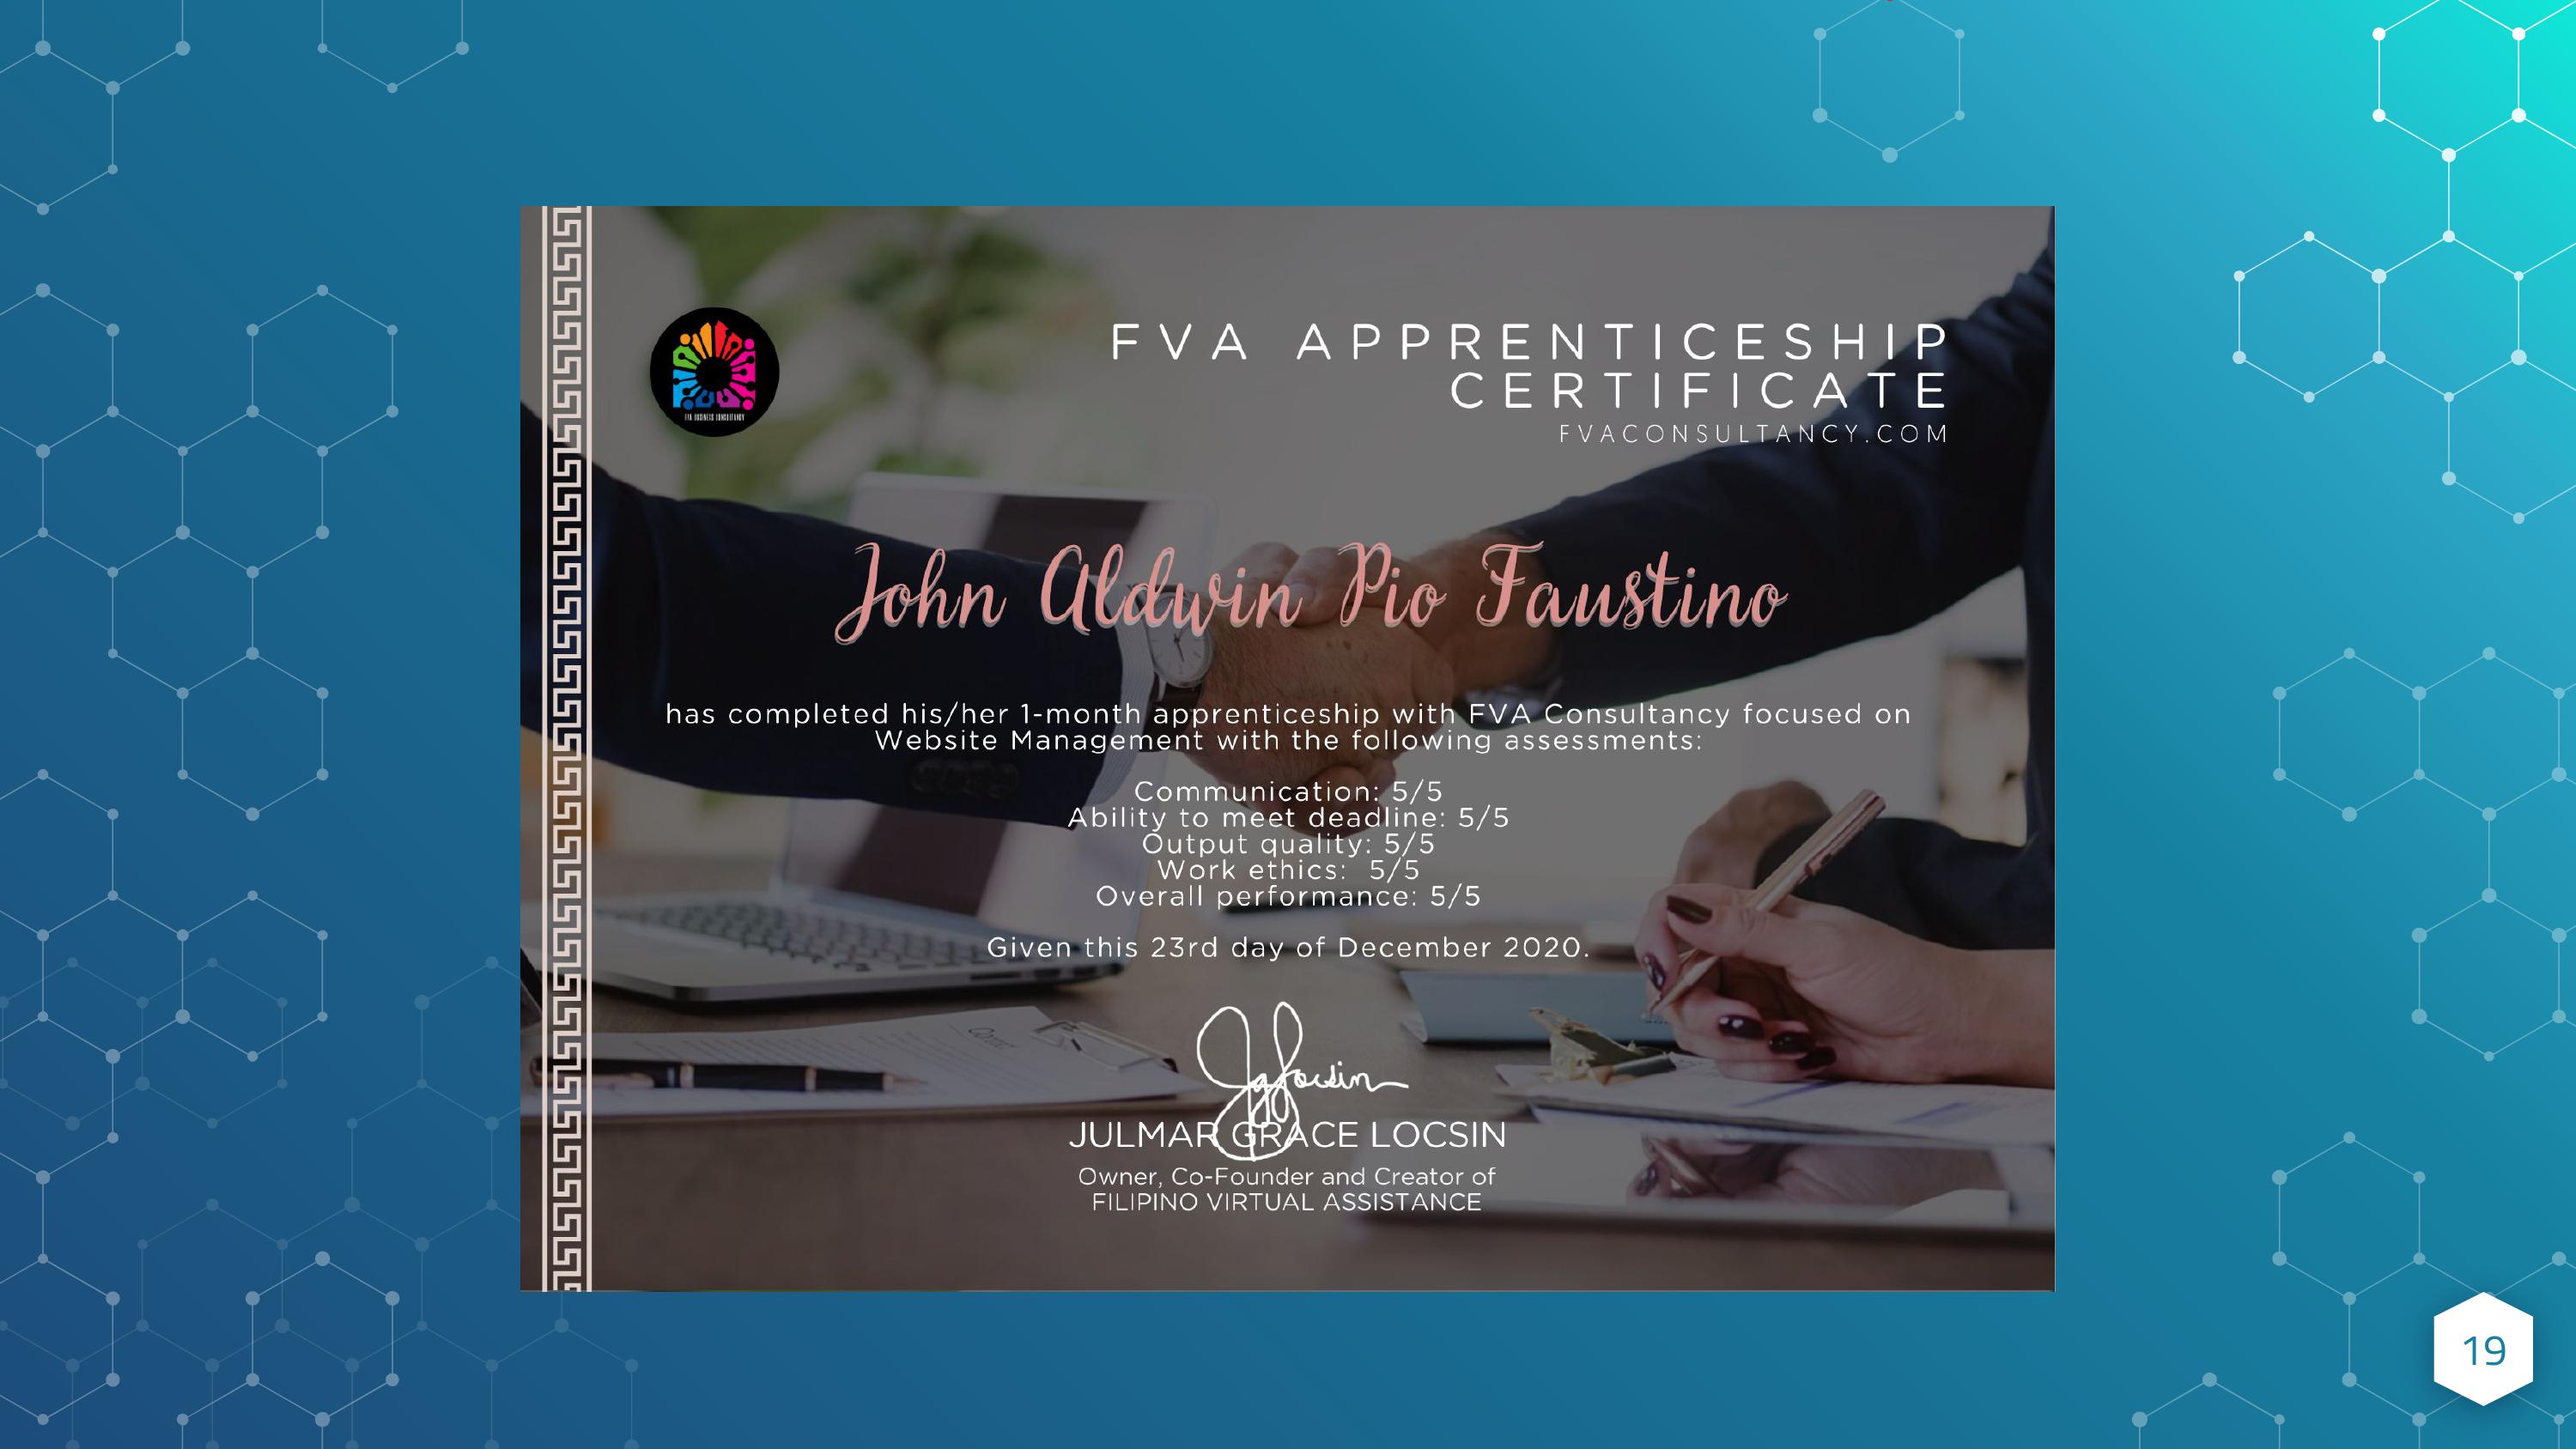 FVA BUSINESS CONSULTANCY
FVA APPRENTICESHIP
CERTIFICATE
FVACONSULTANCY.COM
John Aldwin Pio Faustino
has completed his/her 1-month apprenticeship with FVA Consultancy focused on
Website Management with the following assessments:
Communication: 5/5
Ability to meet deadline: 5/5
Output quality: 5/5
Work ethics: 5/5
Overall performance: 5/5
Given this 23rd day of December 2020.
JgLocsin
JULMAR GRACE LOCSIN
Owner, Co-Founder and Creator of
FILIPINO VIRTUAL ASSISTANCE
19